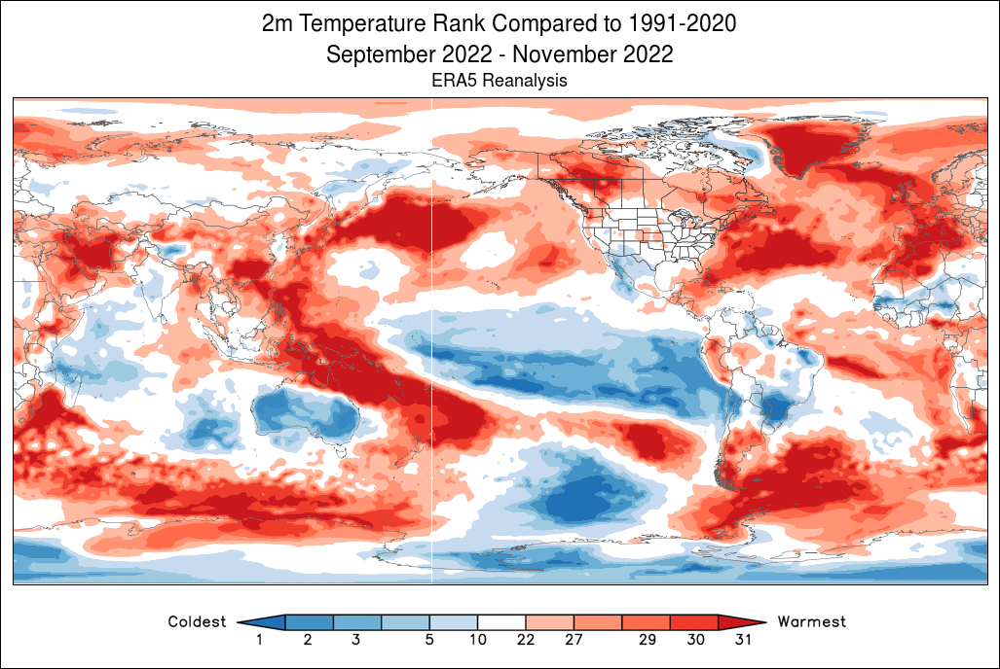 2m Temperature Rank Compared to 1991-2020
September 2022 - November 2022
ERA5 Reanalysis
Coldest 1 2 3 5 10 22 27 29 30 31 Warmest